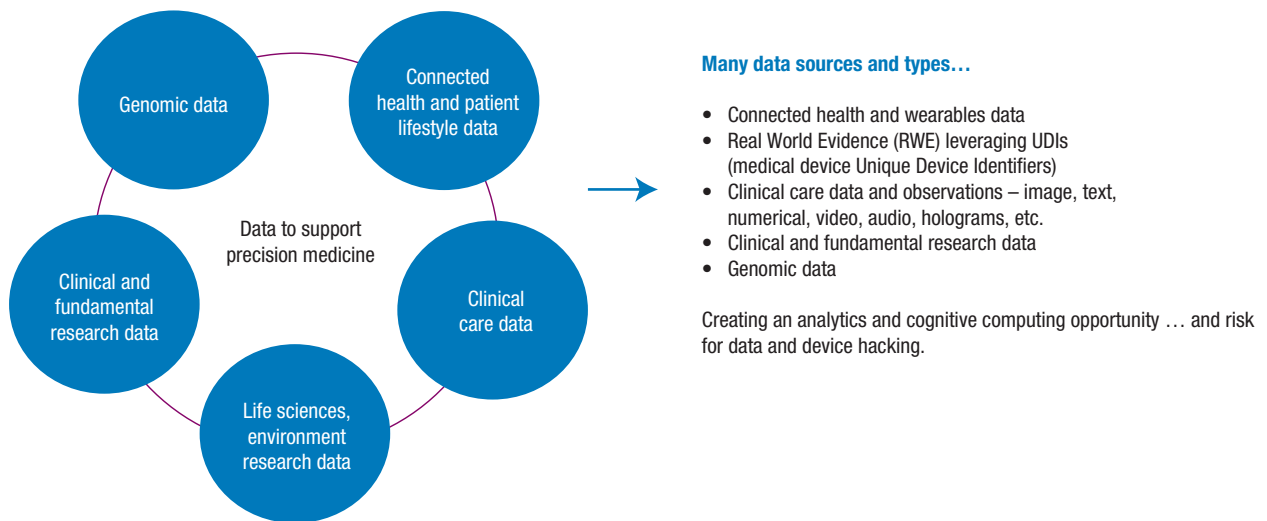 Genomic data
Connected
health and patient
lifestyle data
Data to support
precision medicine
Clinical and
fundamental
research data
Clinical
care data
Life sciences,
environment
research data
Many data sources and types…
• Connected health and wearables data
• Real World Evidence (RWE) leveraging UDIs
(medical device Unique Device Identifiers)
• Clinical care data and observations – image, text,
numerical, video, audio, holograms, etc.
• Clinical and fundamental research data
• Genomic data
Creating an analytics and cognitive computing opportunity … and risk
for data and device hacking.